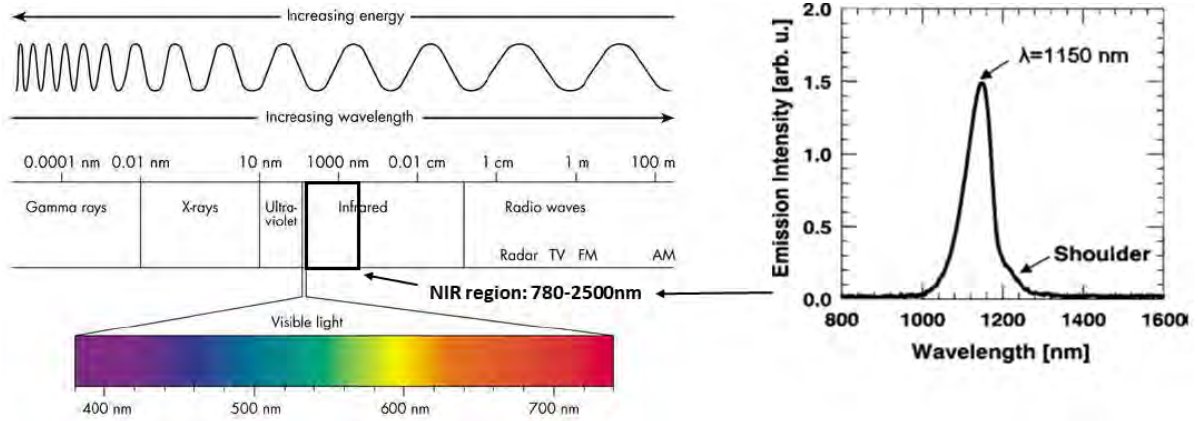 Increasing energy
Increasing wavelength
0.0001 nm 0.01 nm 10 nm 1000 nm 0.01 cm 1 cm 1 m 100 m
Gamma rays X-rays Ultra-
violet Infrared Radio waves
Radar TV FM AM
NIR region: 780-2500nm
Visible light
400 nm 500 nm 600 nm 700 nm
2.0
1.5
1.0
0.5
0.0
Emission Intensity [arb. u.]
λ=1150 nm
Shoulder
800 1000 1200 1400 1600
Wavelength [nm]